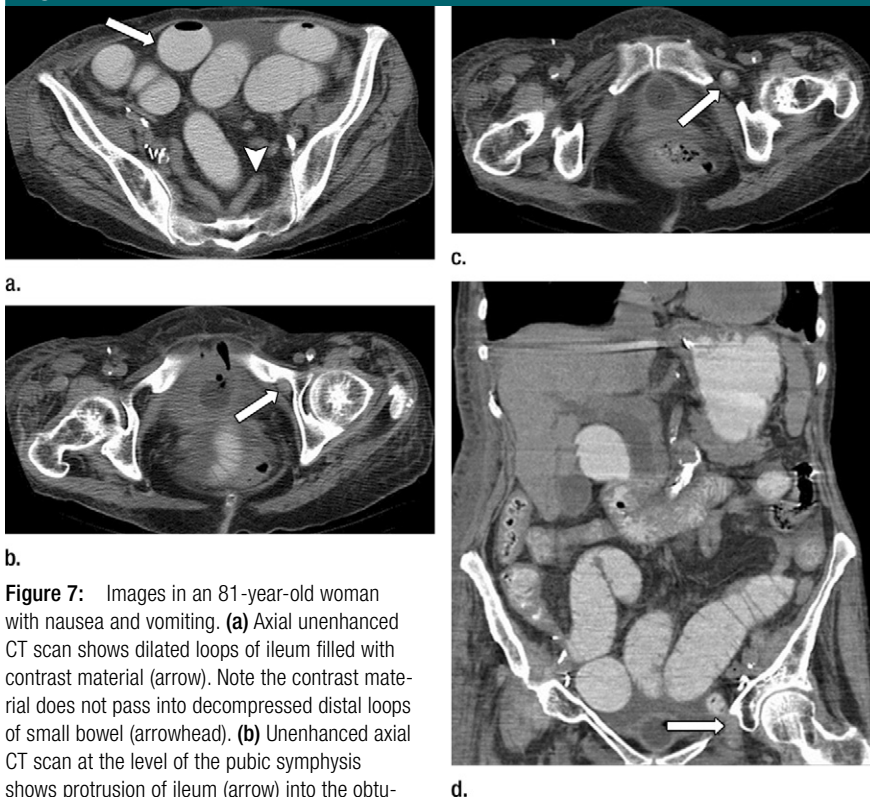 a.
b.
c.
d.
Figure 7: Images in an 81-year-old woman
with nausea and vomiting. (a) Axial unenhanced
CT scan shows dilated loops of ileum filled with
contrast material (arrow). Note the contrast mate-
rial does not pass into decompressed distal loops
of small bowel (arrowhead). (b) Unenhanced axial
CT scan at the level of the pubic symphysis
shows protrusion of ileum (arrow) into the obtu-